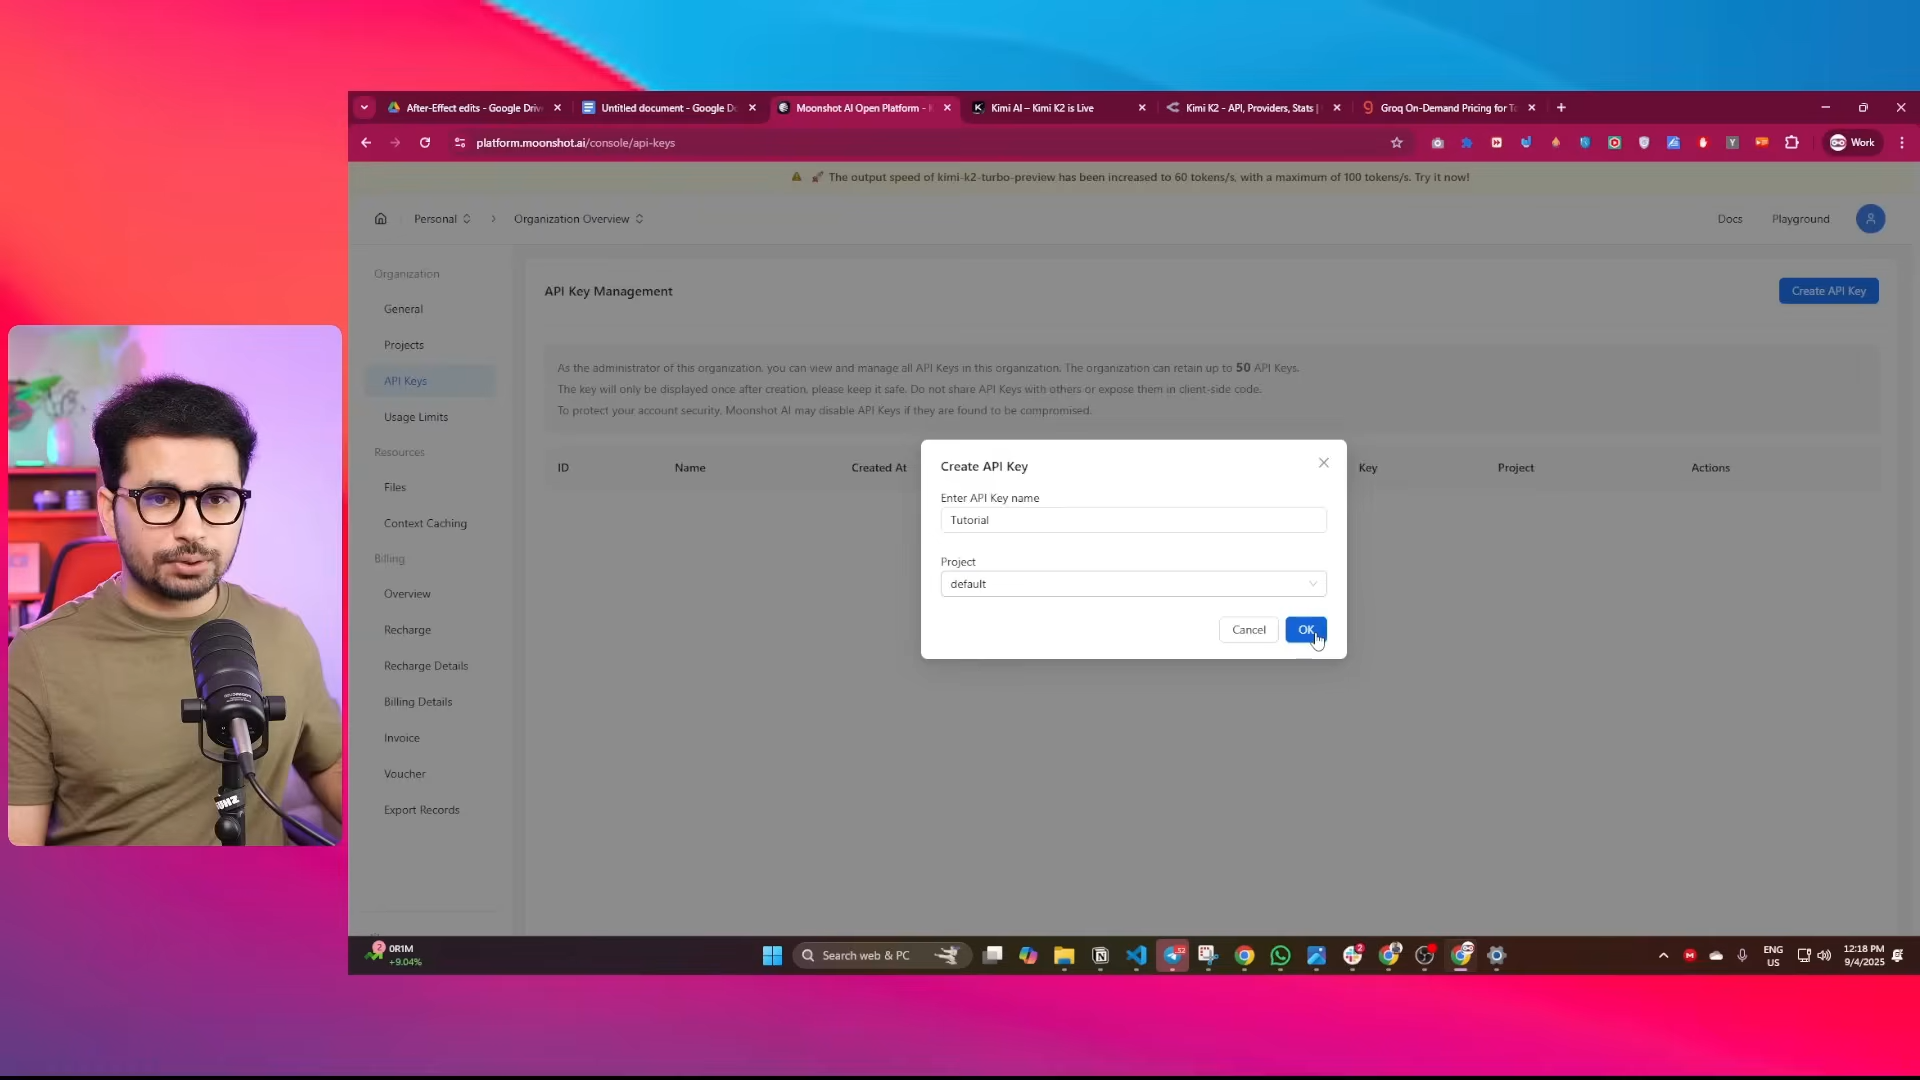 After-Effect edits - Google Driv
Untitled document - Google D
Moonshot AI Open Platform -
Kimi AI – Kimi K2 is Live
Kimi K2 - API, Providers, Stats |
Groq On-Demand Pricing for To
platform.moonshot.ai/console/api-keys
Work
The output speed of kimi-k2-turbo-preview has been increased to 60 tokens/s, with a maximum of 100 tokens/s. Try it now!
Personal
Organization Overview
Docs
Playground
Organization
General
Projects
API Keys
Usage Limits
Resources
Files
Context Caching
Billing
Overview
Recharge
Recharge Details
Billing Details
Invoice
Voucher
Export Records
API Key Management
Create API Key
As the administrator of this organization, you can view and manage all API Keys in this organization. The organization can retain up to 50 API Keys.
The key will only be displayed once after creation, please keep it safe. Do not share API Keys with others or expose them in client-side code.
To protect your account security, Moonshot AI may disable API Keys if they are found to be compromised.
ID
Name
Created At
Key
Project
Actions
Create API Key
Enter API Key name
Tutorial
Project
default
Cancel
OK
2
0R1M
+9.04%
Search web & PC
52
2
ENG
US
12:18 PM
9/4/2025